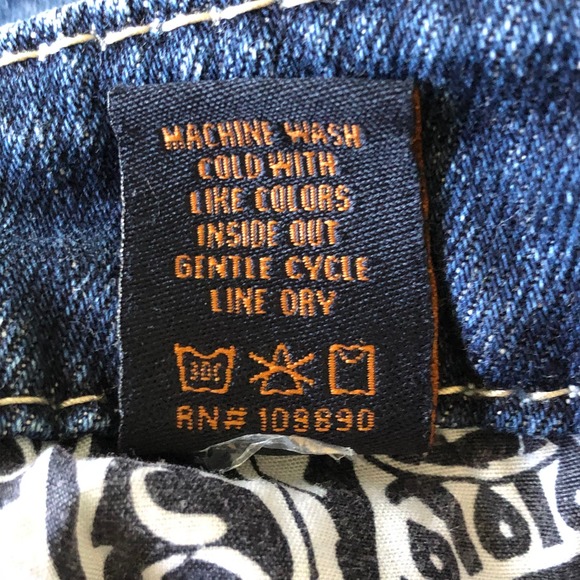 MACHINE WASH
COLD WITH
LIKE COLORS
INSIDE OUT
GENTLE CYCLE
LINE DRY
30°
RN# 109890